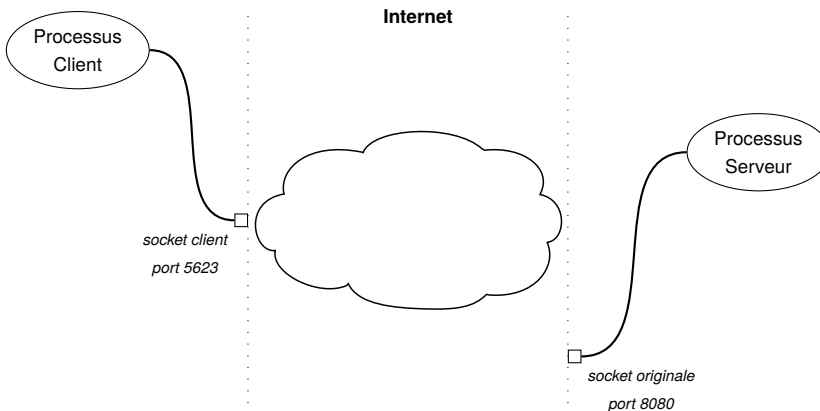 Internet
Processus
Client
Processus
Serveur
socket client
port 5623
socket originale
port 8080